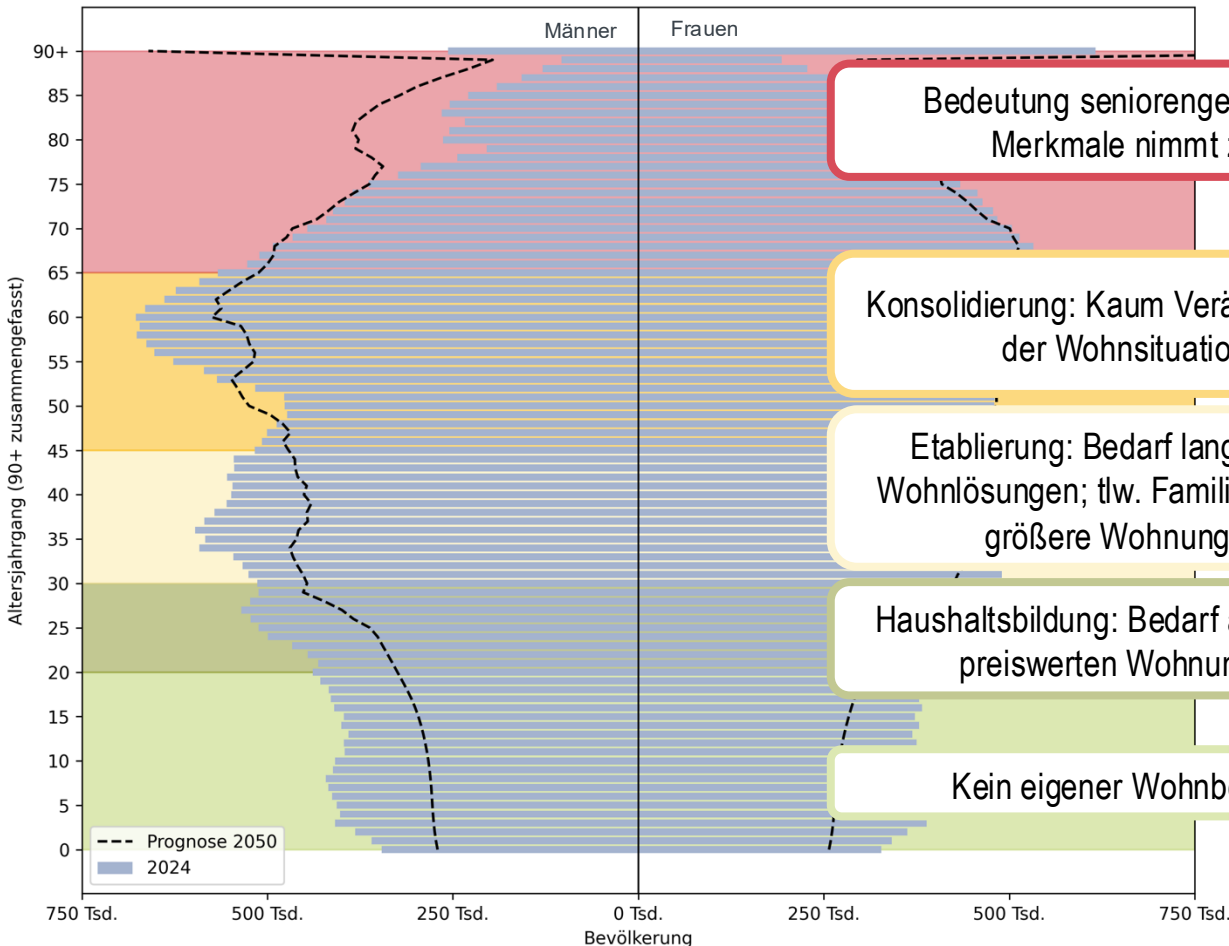 Männer
Frauen
90+
85
80
75
70
65
60
55
50
45
40
35
30
25
20
15
10
5
0
Altersjahrgang (90+ zusammengefasst)
Bedeutung seniorenge
Merkmale nimmt
Konsolidierung: Kaum Verä
der Wohnsituatio
Etablierung: Bedarf lang
Wohnlösungen; tlw. Famili
größere Wohnung
Haushaltsbildung: Bedarf
preiswerten Wohnu
Kein eigener Wohnb
Prognose 2050
2024
750 Tsd.
500 Tsd.
250 Tsd.
0 Tsd.
250 Tsd.
500 Tsd.
750 Tsd.
Bevölkerung